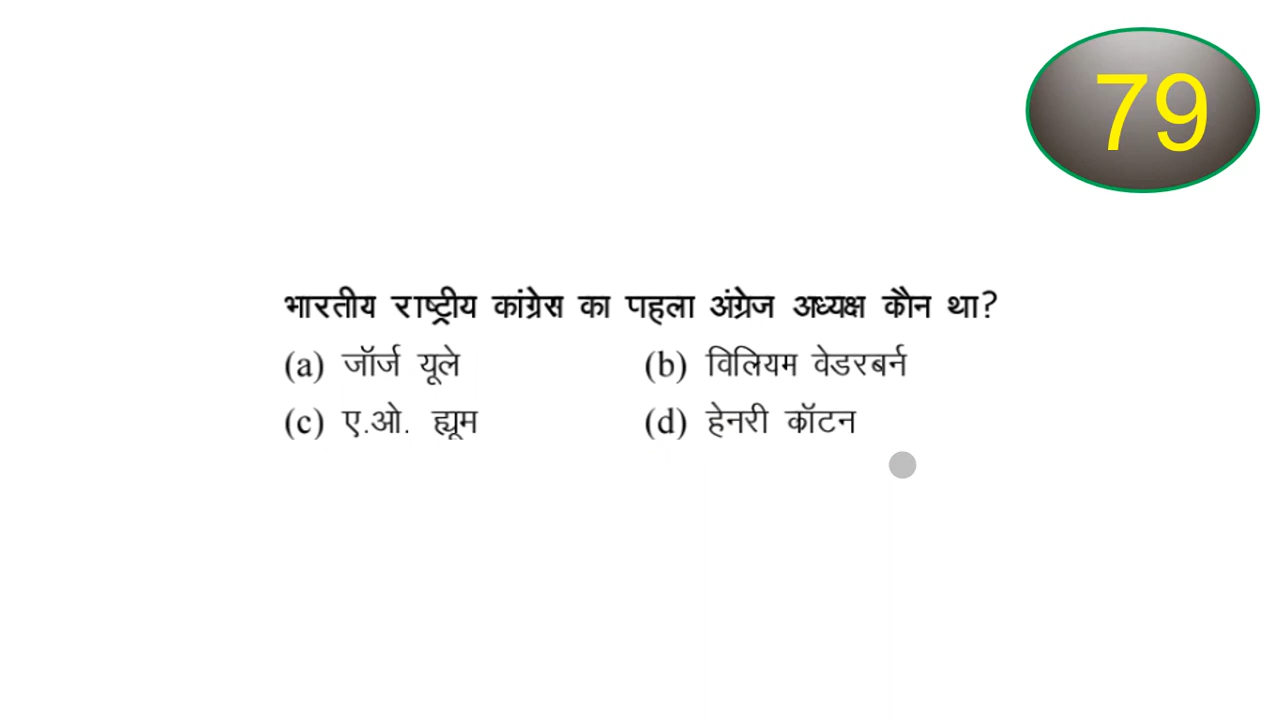 79
भारतीय राष्ट्रीय कांग्रेस का पहला अंग्रेज अध्यक्ष कौन था?
(a) जॉर्ज यूले (b) विलियम वेडरबर्न
(c) ए.ओ. ह्यूम (d) हेनरी कॉटन